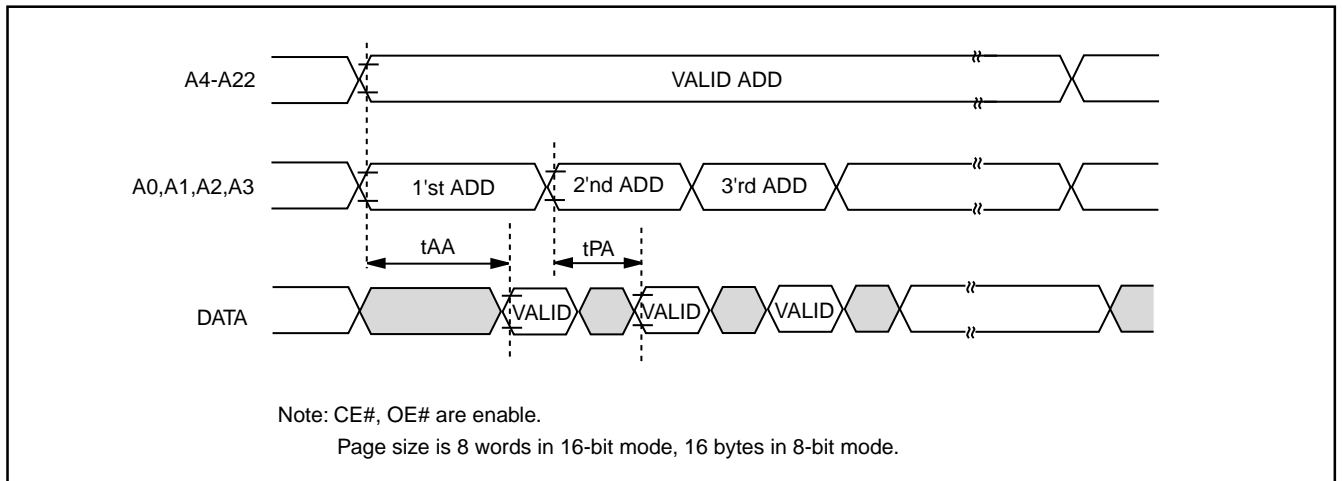 A4-A22
VALID ADD
A0,A1,A2,A3
1'st ADD
2'nd ADD
3'rd ADD
tAA
tPA
DATA
VALID
VALID
VALID
Note: CE#, OE# are enable.
Page size is 8 words in 16-bit mode, 16 bytes in 8-bit mode.